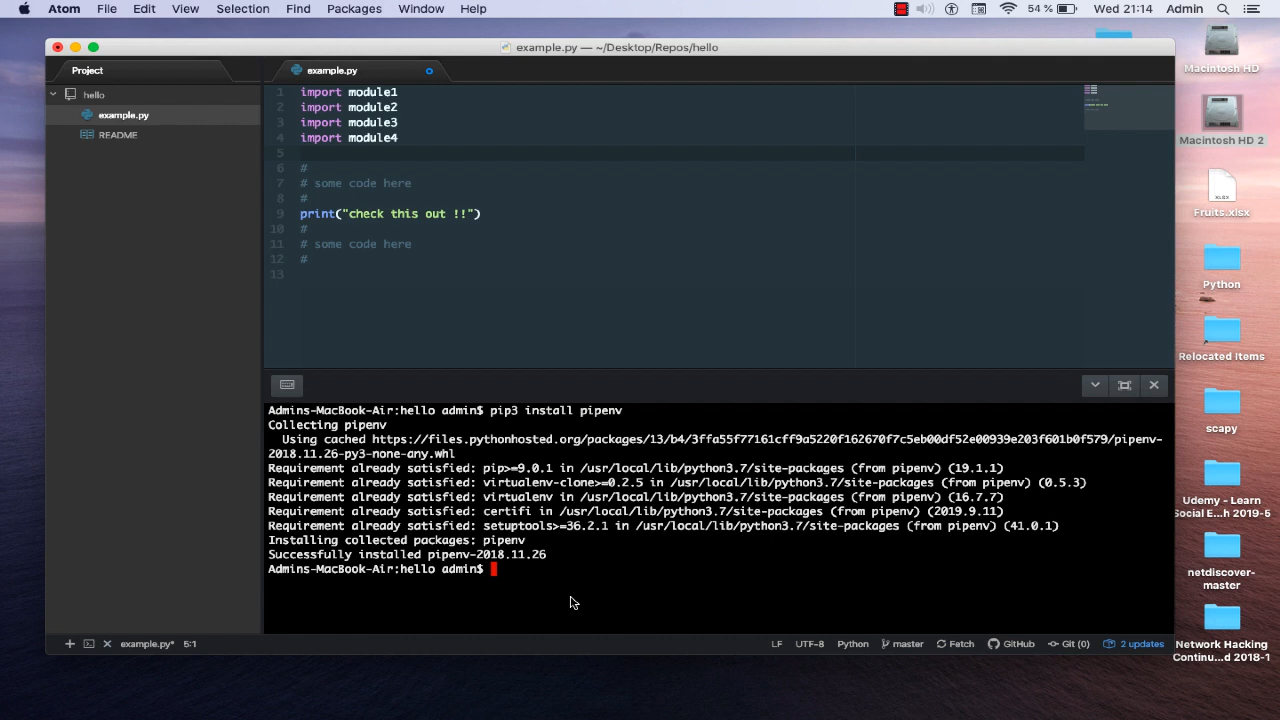 Atom File Edit View Selection Find Packages Window Help 54 % Wed 21:14 Admin
example.py — ~/Desktop/Repos/hello
Project
hello
example.py
README
example.py
1 import module1
2 import module2
3 import module3
4 import module4
5
6 #
7 # some code here
8 #
9 print("check this out !!")
10 #
11 # some code here
12 #
13
Admins-MacBook-Air:hello admin$ pip3 install pipenv
Collecting pipenv
Using cached https://files.pythonhosted.org/packages/13/b4/3ffa55f77161cff9a5220f162670f7c5eb00df52e00939e203f601b0f579/pipenv-
2018.11.26-py3-none-any.whl
Requirement already satisfied: pip>=9.0.1 in /usr/local/lib/python3.7/site-packages (from pipenv) (19.1.1)
Requirement already satisfied: virtualenv-clone>=0.2.5 in /usr/local/lib/python3.7/site-packages (from pipenv) (0.5.3)
Requirement already satisfied: virtualenv in /usr/local/lib/python3.7/site-packages (from pipenv) (16.7.7)
Requirement already satisfied: certifi in /usr/local/lib/python3.7/site-packages (from pipenv) (2019.9.11)
Requirement already satisfied: setuptools>=36.2.1 in /usr/local/lib/python3.7/site-packages (from pipenv) (41.0.1)
Installing collected packages: pipenv
Successfully installed pipenv-2018.11.26
Admins-MacBook-Air:hello admin$
example.py* 5:1 LF UTF-8 Python master Fetch GitHub Git (0) 2 updates
Macintosh HD
Macintosh HD 2
XLSX
Fruits.xlsx
Python
Relocated Items
scapy
Udemy - Learn
Social E...h 2019-5
netdiscover-
master
Network Hacking
Continu...d 2018-1